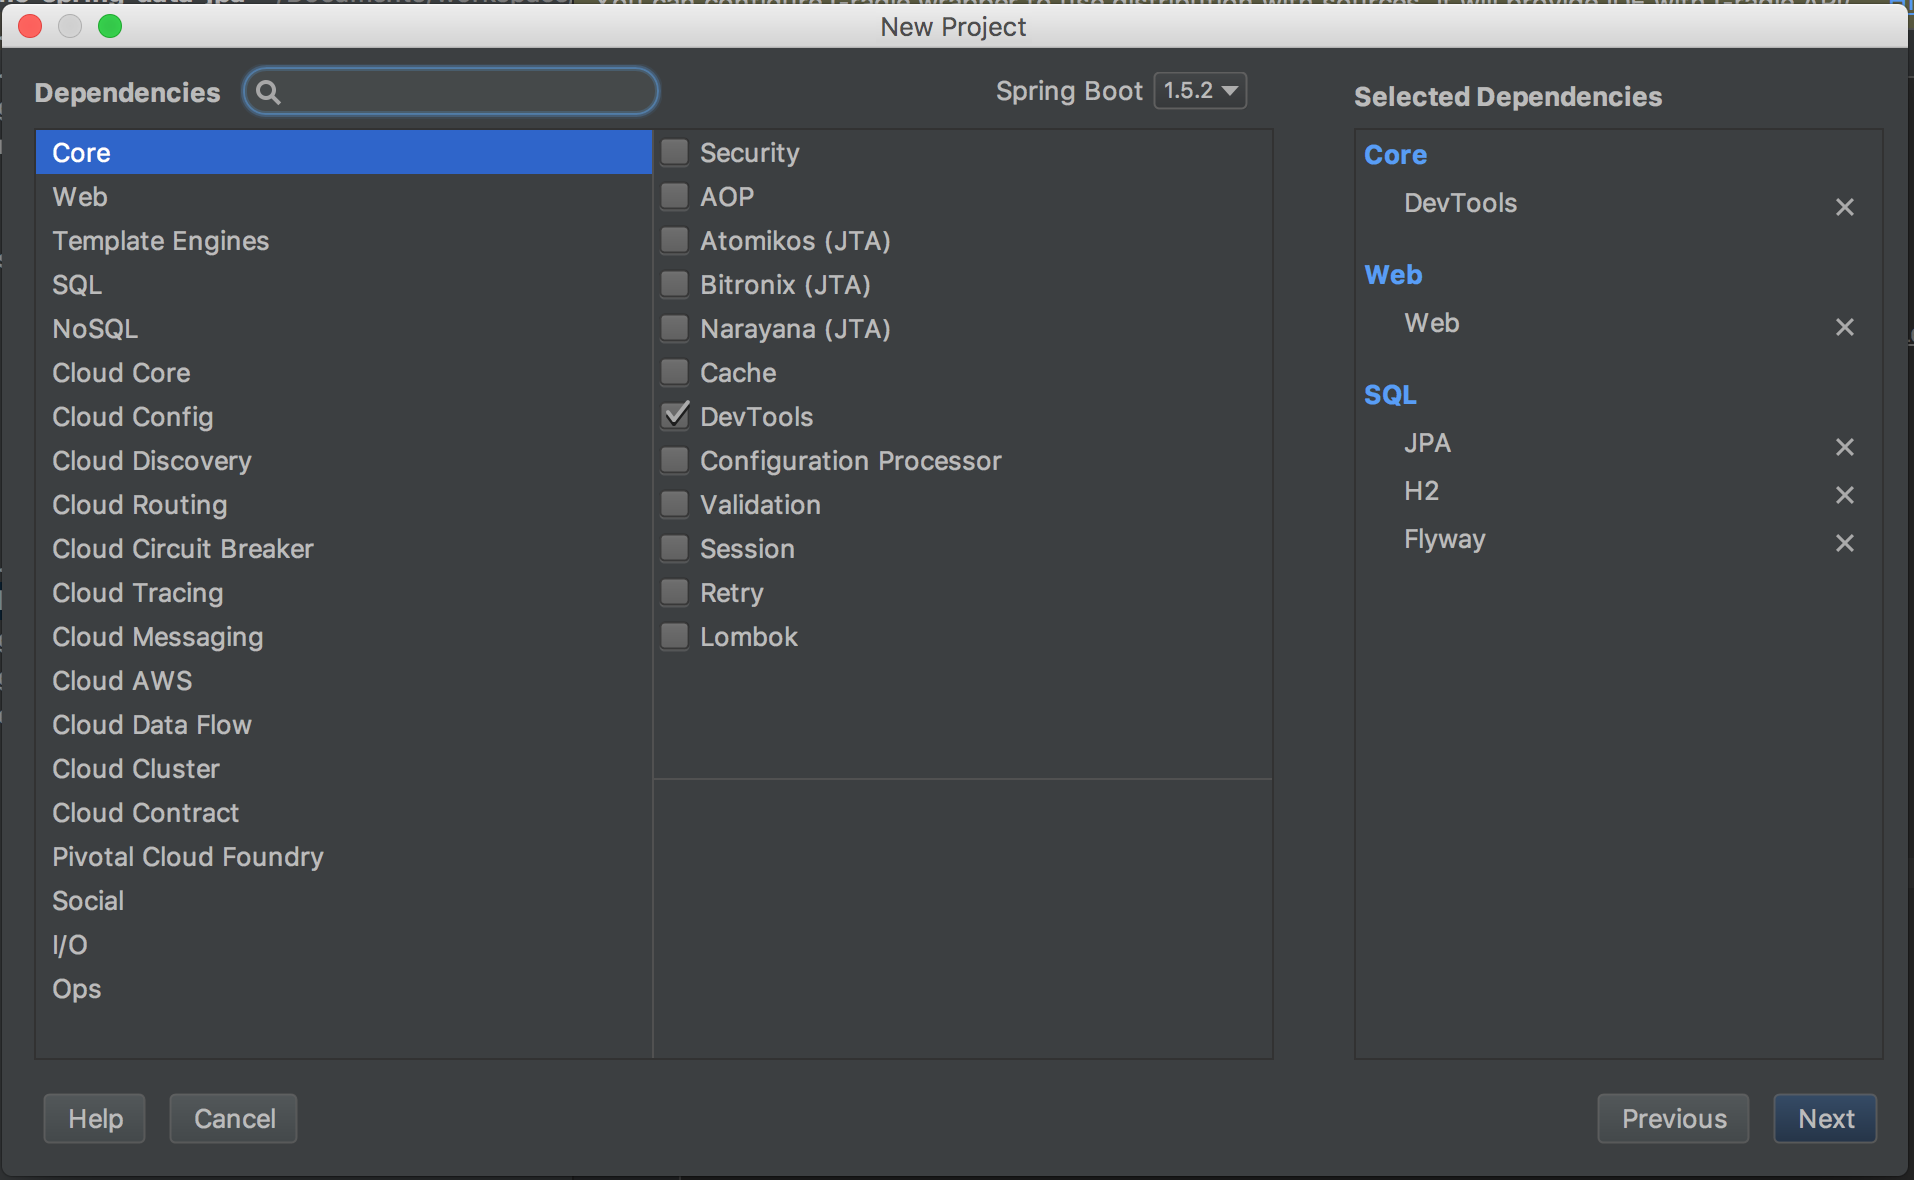 New Project
Dependencies
Spring Boot 1.5.2
Selected Dependencies
Core
Web
Template Engines
SQL
NoSQL
Cloud Core
Cloud Config
Cloud Discovery
Cloud Routing
Cloud Circuit Breaker
Cloud Tracing
Cloud Messaging
Cloud AWS
Cloud Data Flow
Cloud Cluster
Cloud Contract
Pivotal Cloud Foundry
Social
I/O
Ops
Security
AOP
Atomikos (JTA)
Bitronix (JTA)
Narayana (JTA)
Cache
DevTools
Configuration Processor
Validation
Session
Retry
Lombok
Core
DevTools
Web
Web
SQL
JPA
H2
Flyway
Help
Cancel
Previous
Next